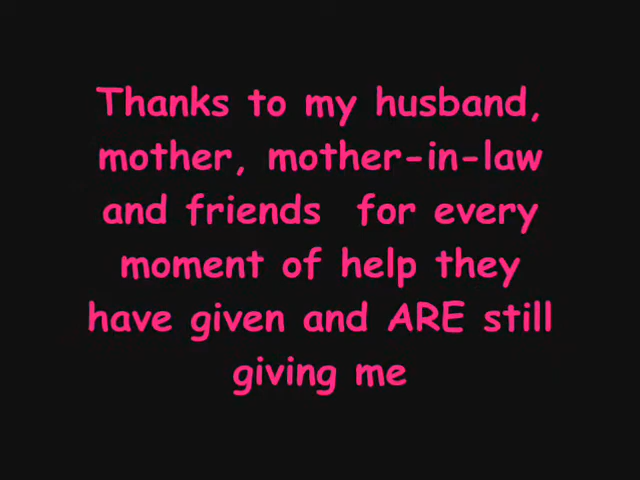 Thanks to my husband,
mother, mother-in-law
and friends  for every
moment of help they
have given and ARE still
giving me